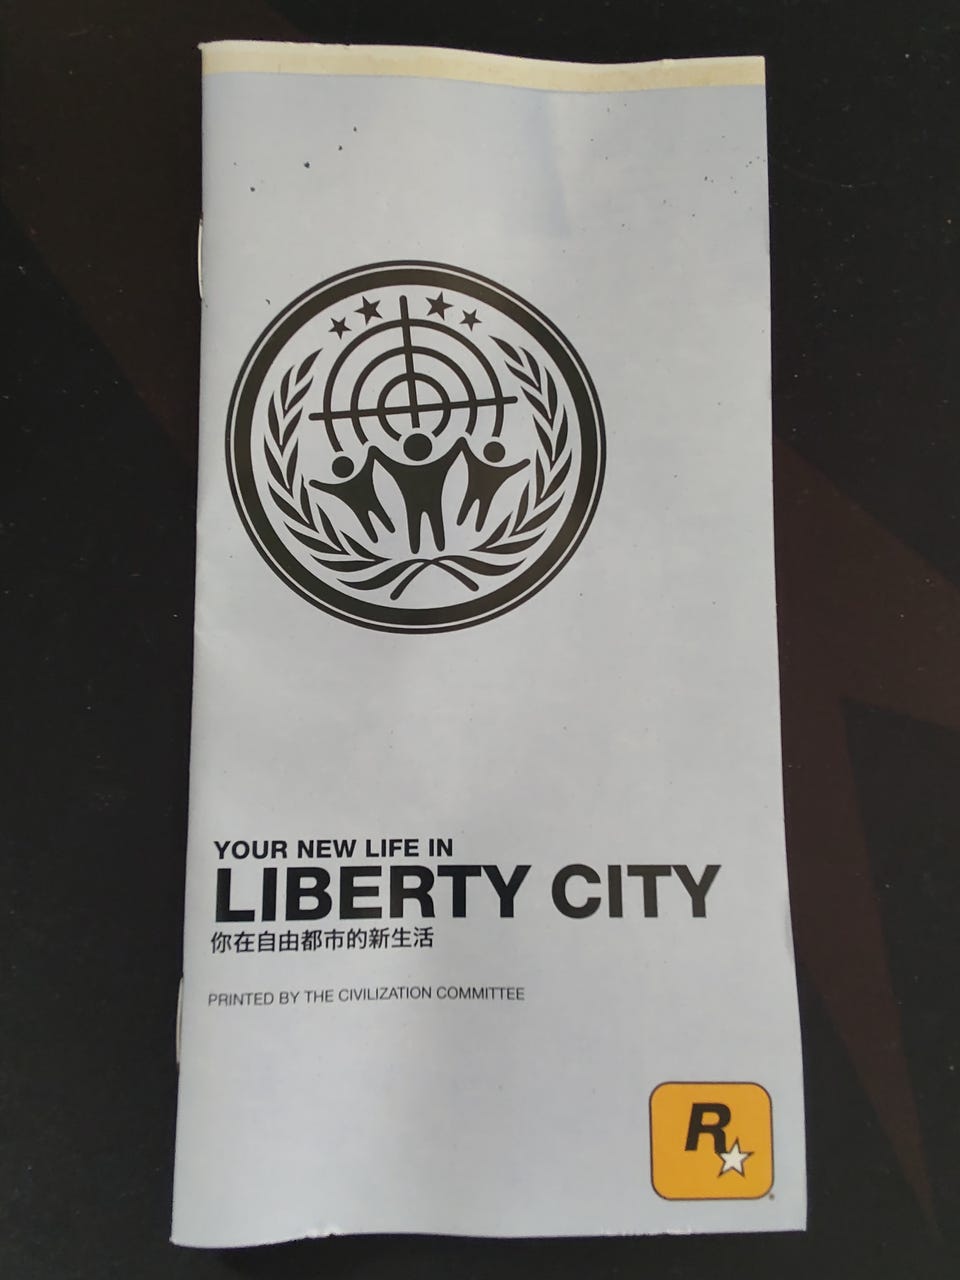 YOUR NEW LIFE IN
LIBERTY CITY
你在自由都市的新生活
PRINTED BY THE CIVILIZATION COMMITTEE
R